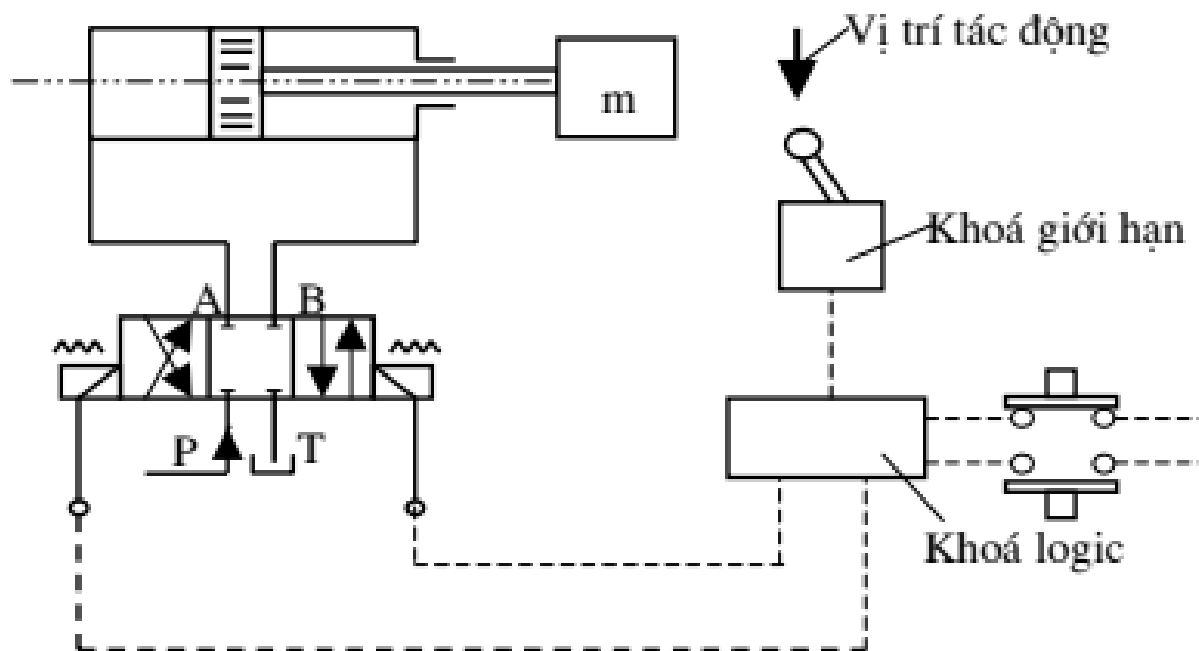 Vị trí tác động
m
Khoá giới hạn
A
B
P
T
Khoá logic